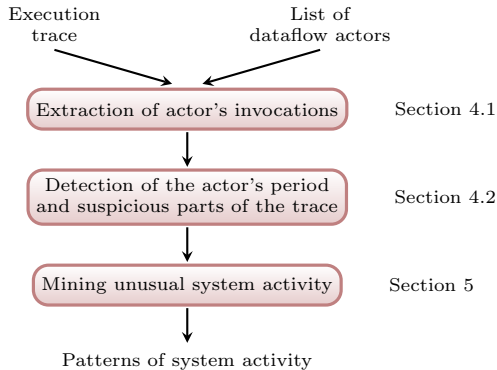 Execution
trace
List of
dataflow actors
Extraction of actor's invocations
Section 4.1
Detection of the actor's period
and suspicious parts of the trace
Section 4.2
Mining unusual system activity
Section 5
Patterns of system activity